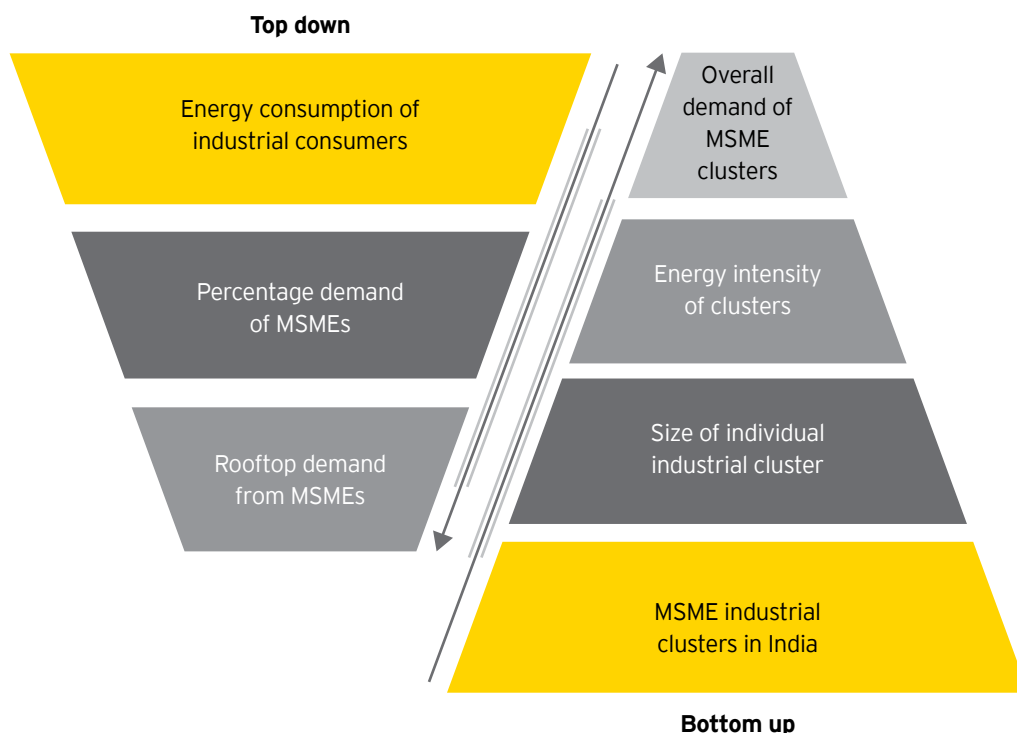 Top down
Energy consumption of
industrial consumers
Percentage demand
of MSMEs
Rooftop demand
from MSMEs
Overall
demand of
MSME
clusters
Energy intensity
of clusters
Size of individual
industrial cluster
MSME industrial
clusters in India
Bottom up